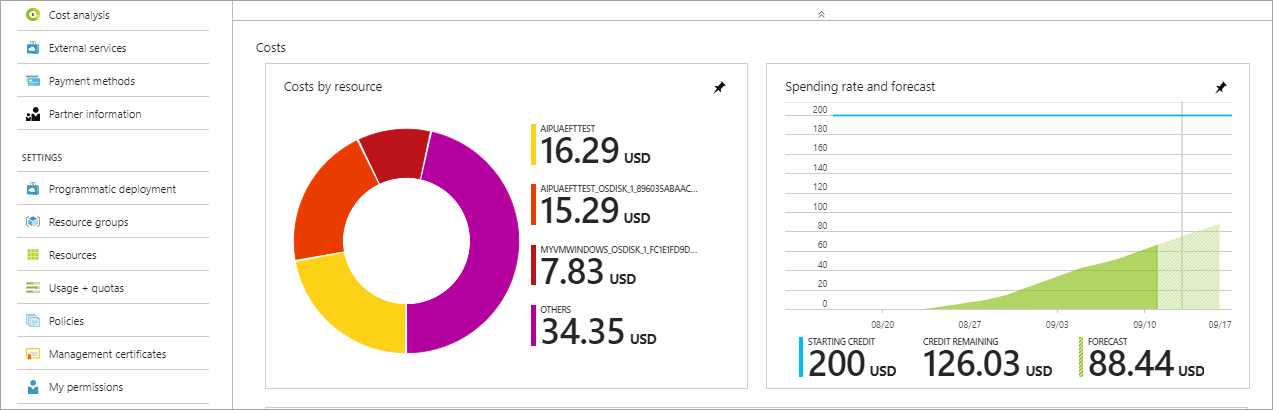 Cost analysis
External services
Payment methods
Partner information
SETTINGS
Programmatic deployment
Resource groups
Resources
Usage + quotas
Policies
Management certificates
My permissions
Costs
Costs by resource
AIPUAEFTTEST
16.29 USD
AIPUAEFTTEST_OSDISK_1_896035ABAAC...
15.29 USD
MYVMWINDOWS_OSDISK_1_FC1E1FD9D...
7.83 USD
OTHERS
34.35 USD
Spending rate and forecast
200
180
160
140
120
100
80
60
40
20
0
08/20 08/27 09/03 09/10 09/17
STARTING CREDIT CREDIT REMAINING FORECAST
200 USD 126.03 USD 88.44 USD